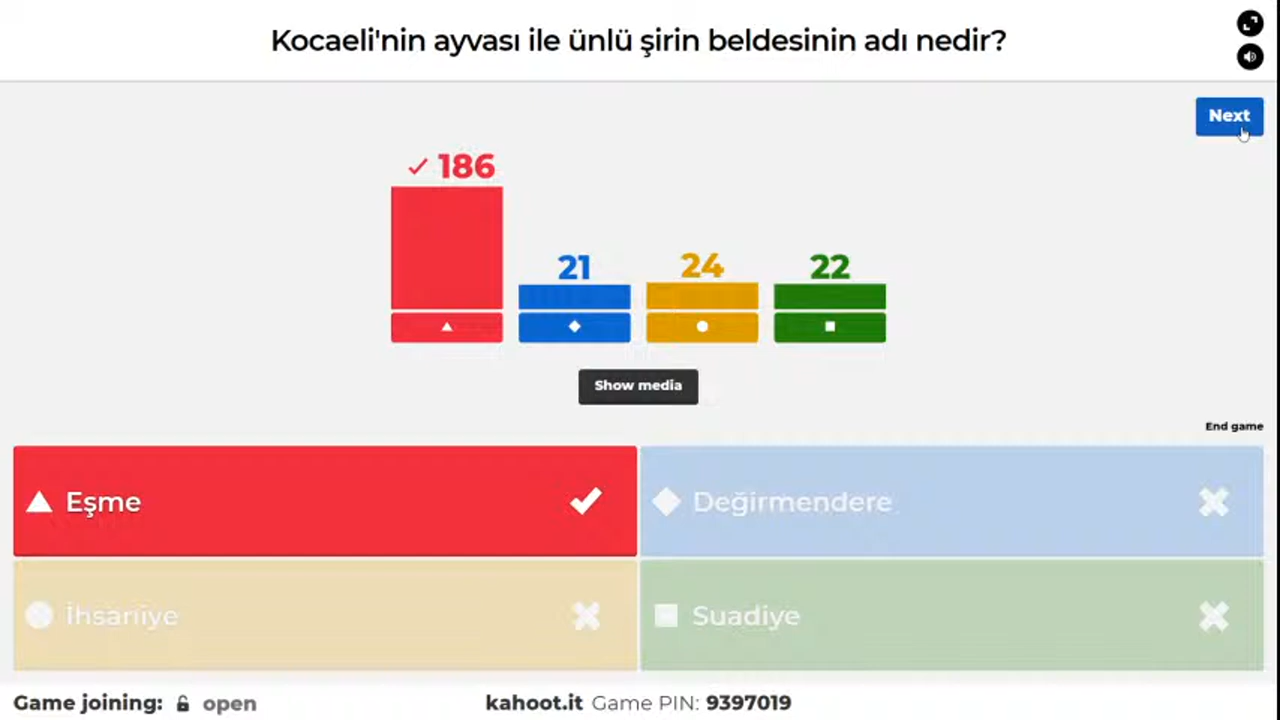 Kocaeli'nin ayvası ile ünlü şirin beldesinin adı nedir?
Next
186
21
24
22
Show media
End game
Eşme
Değirmendere
İhsaniye
Suadiye
Game joining: open
kahoot.it Game PIN: 9397019